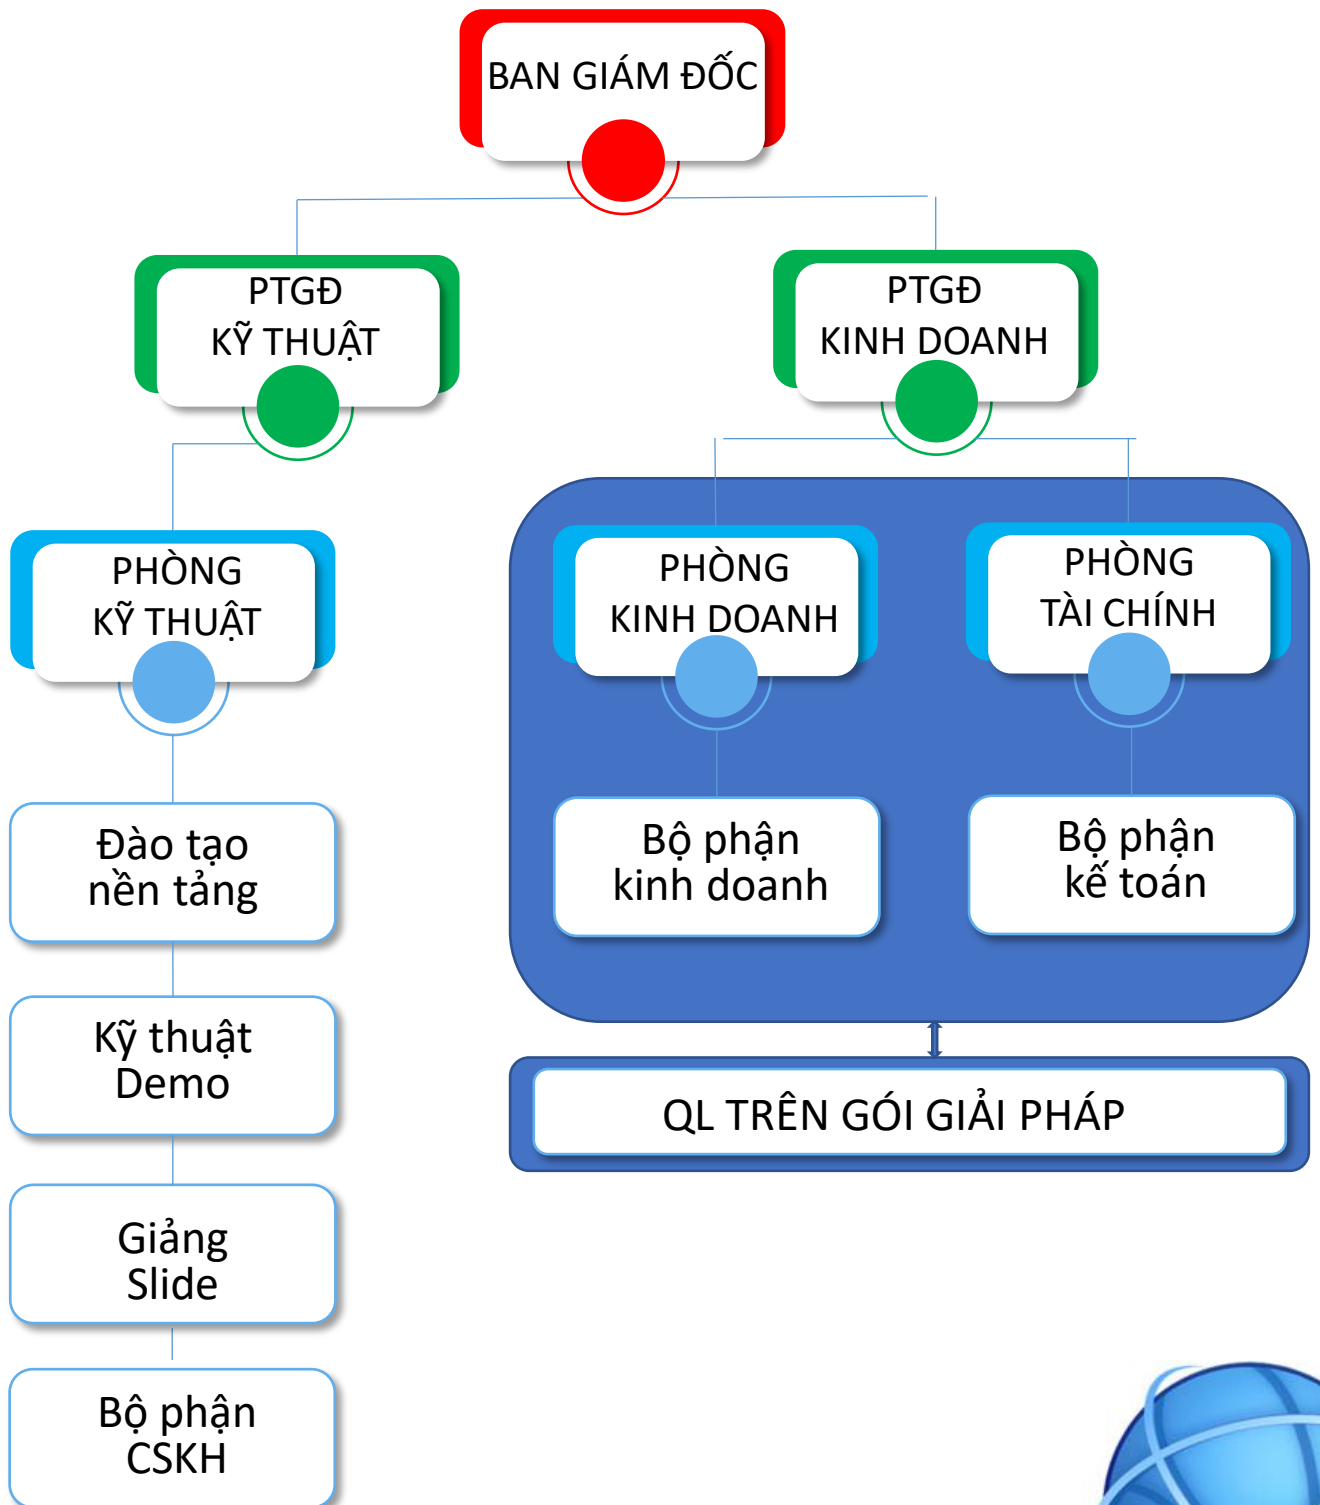 BAN GIÁM ĐỐC
PTGĐ
KỸ THUẬT
PTGĐ
KINH DOANH
PHÒNG
KỸ THUẬT
PHÒNG
KINH DOANH
PHÒNG
TÀI CHÍNH
Đào tạo
nền tảng
Bộ phận
kinh doanh
Bộ phận
kế toán
Kỹ thuật
Demo
QL TRÊN GÓI GIẢI PHÁP
Giảng
Slide
Bộ phận
CSKH